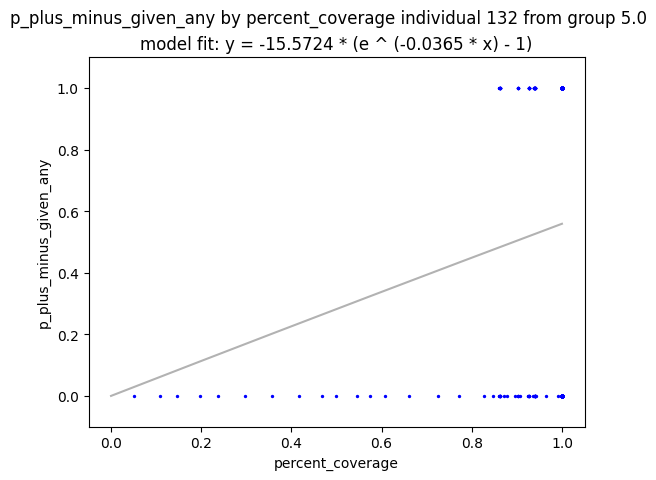 p_plus_minus_given_any by percent_coverage individual 132 from group 5.0
model fit: y = -15.5724 * (e ^ (-0.0365 * x) - 1)
1.0
0.8
0.6
0.4
0.2
0.0
p_plus_minus_given_any
0.0 0.2 0.4 0.6 0.8 1.0
percent_coverage